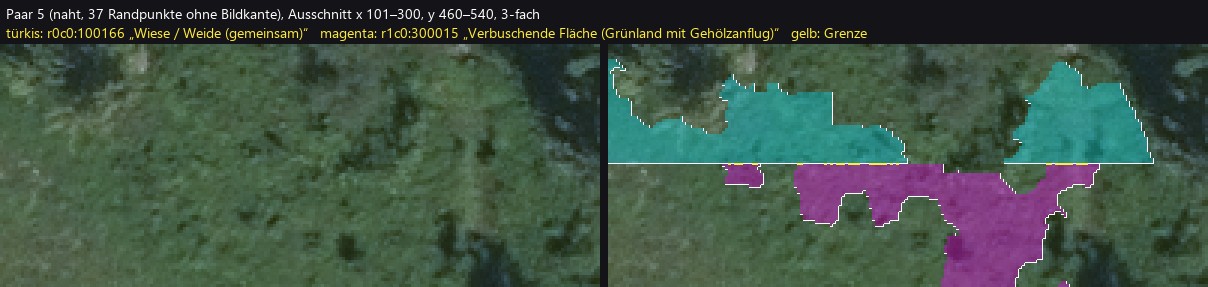 Paar 5 (naht, 37 Randpunkte ohne Bildkante), Ausschnitt x 101–300, y 460–540, 3-fach
türkis: r0c0:100166 „Wiese / Weide (gemeinsam)“ magenta: r1c0:300015 „Verbuschende Fläche (Grünland mit Gehölzanflug)“ gelb: Grenze